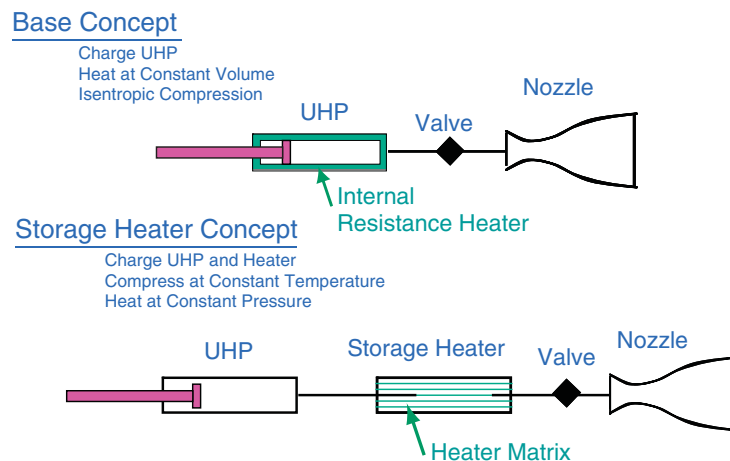 Base Concept
Charge UHP
Heat at Constant Volume
Isentropic Compression
UHP
Valve
Nozzle
Internal
Resistance Heater
Storage Heater Concept
Charge UHP and Heater
Compress at Constant Temperature
Heat at Constant Pressure
UHP
Storage Heater
Valve
Nozzle
Heater Matrix